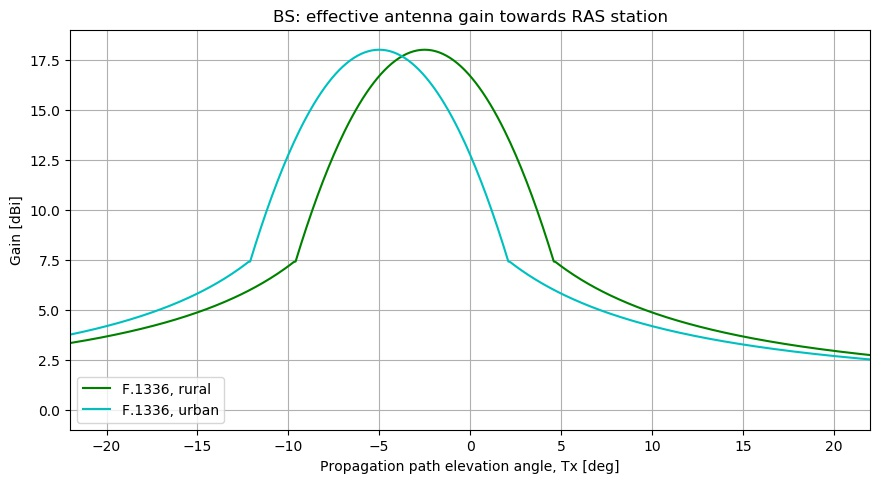 BS: effective antenna gain towards RAS station
Gain [dBi]
17.5
15.0
12.5
10.0
7.5
5.0
2.5
0.0
F.1336, rural
F.1336, urban
−20 −15 −10 −5 0 5 10 15 20
Propagation path elevation angle, Tx [deg]